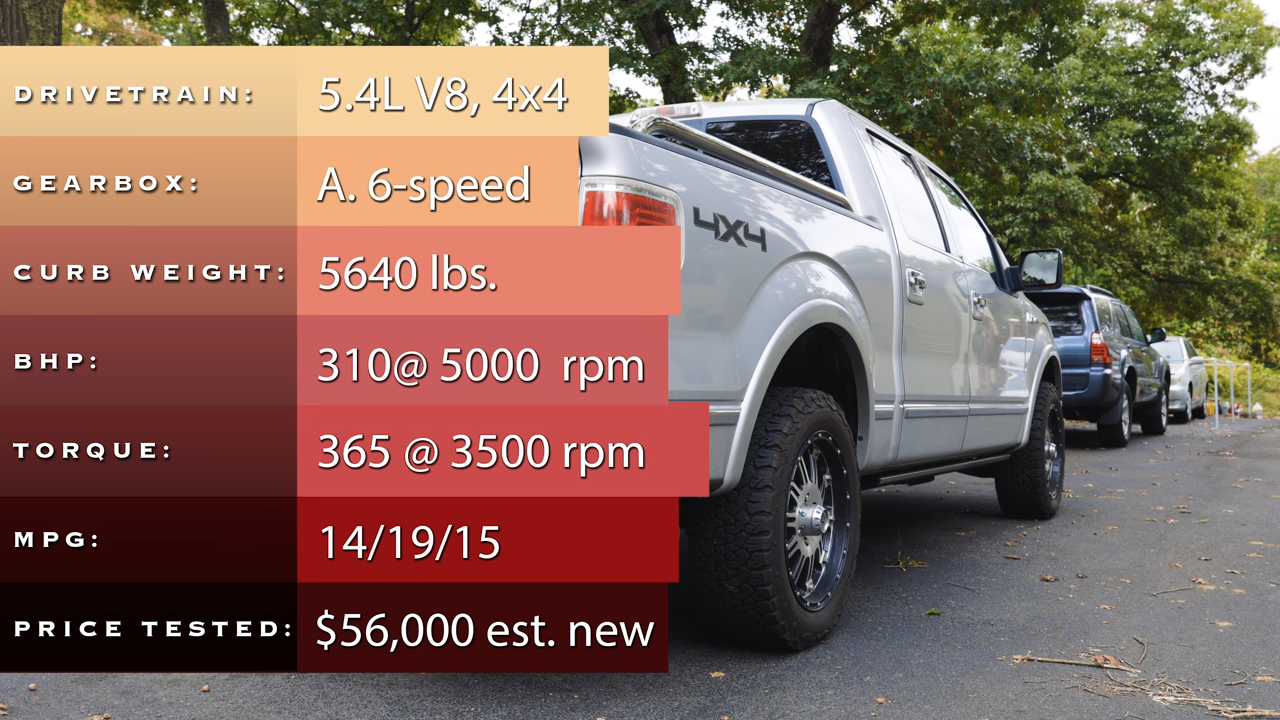 DRIVETRAIN: 5.4L V8, 4x4
GEARBOX: A. 6-speed
CURB WEIGHT: 5640 lbs.
BHP: 310@ 5000 rpm
TORQUE: 365 @ 3500 rpm
MPG: 14/19/15
PRICE TESTED: $56,000 est. new
4X4